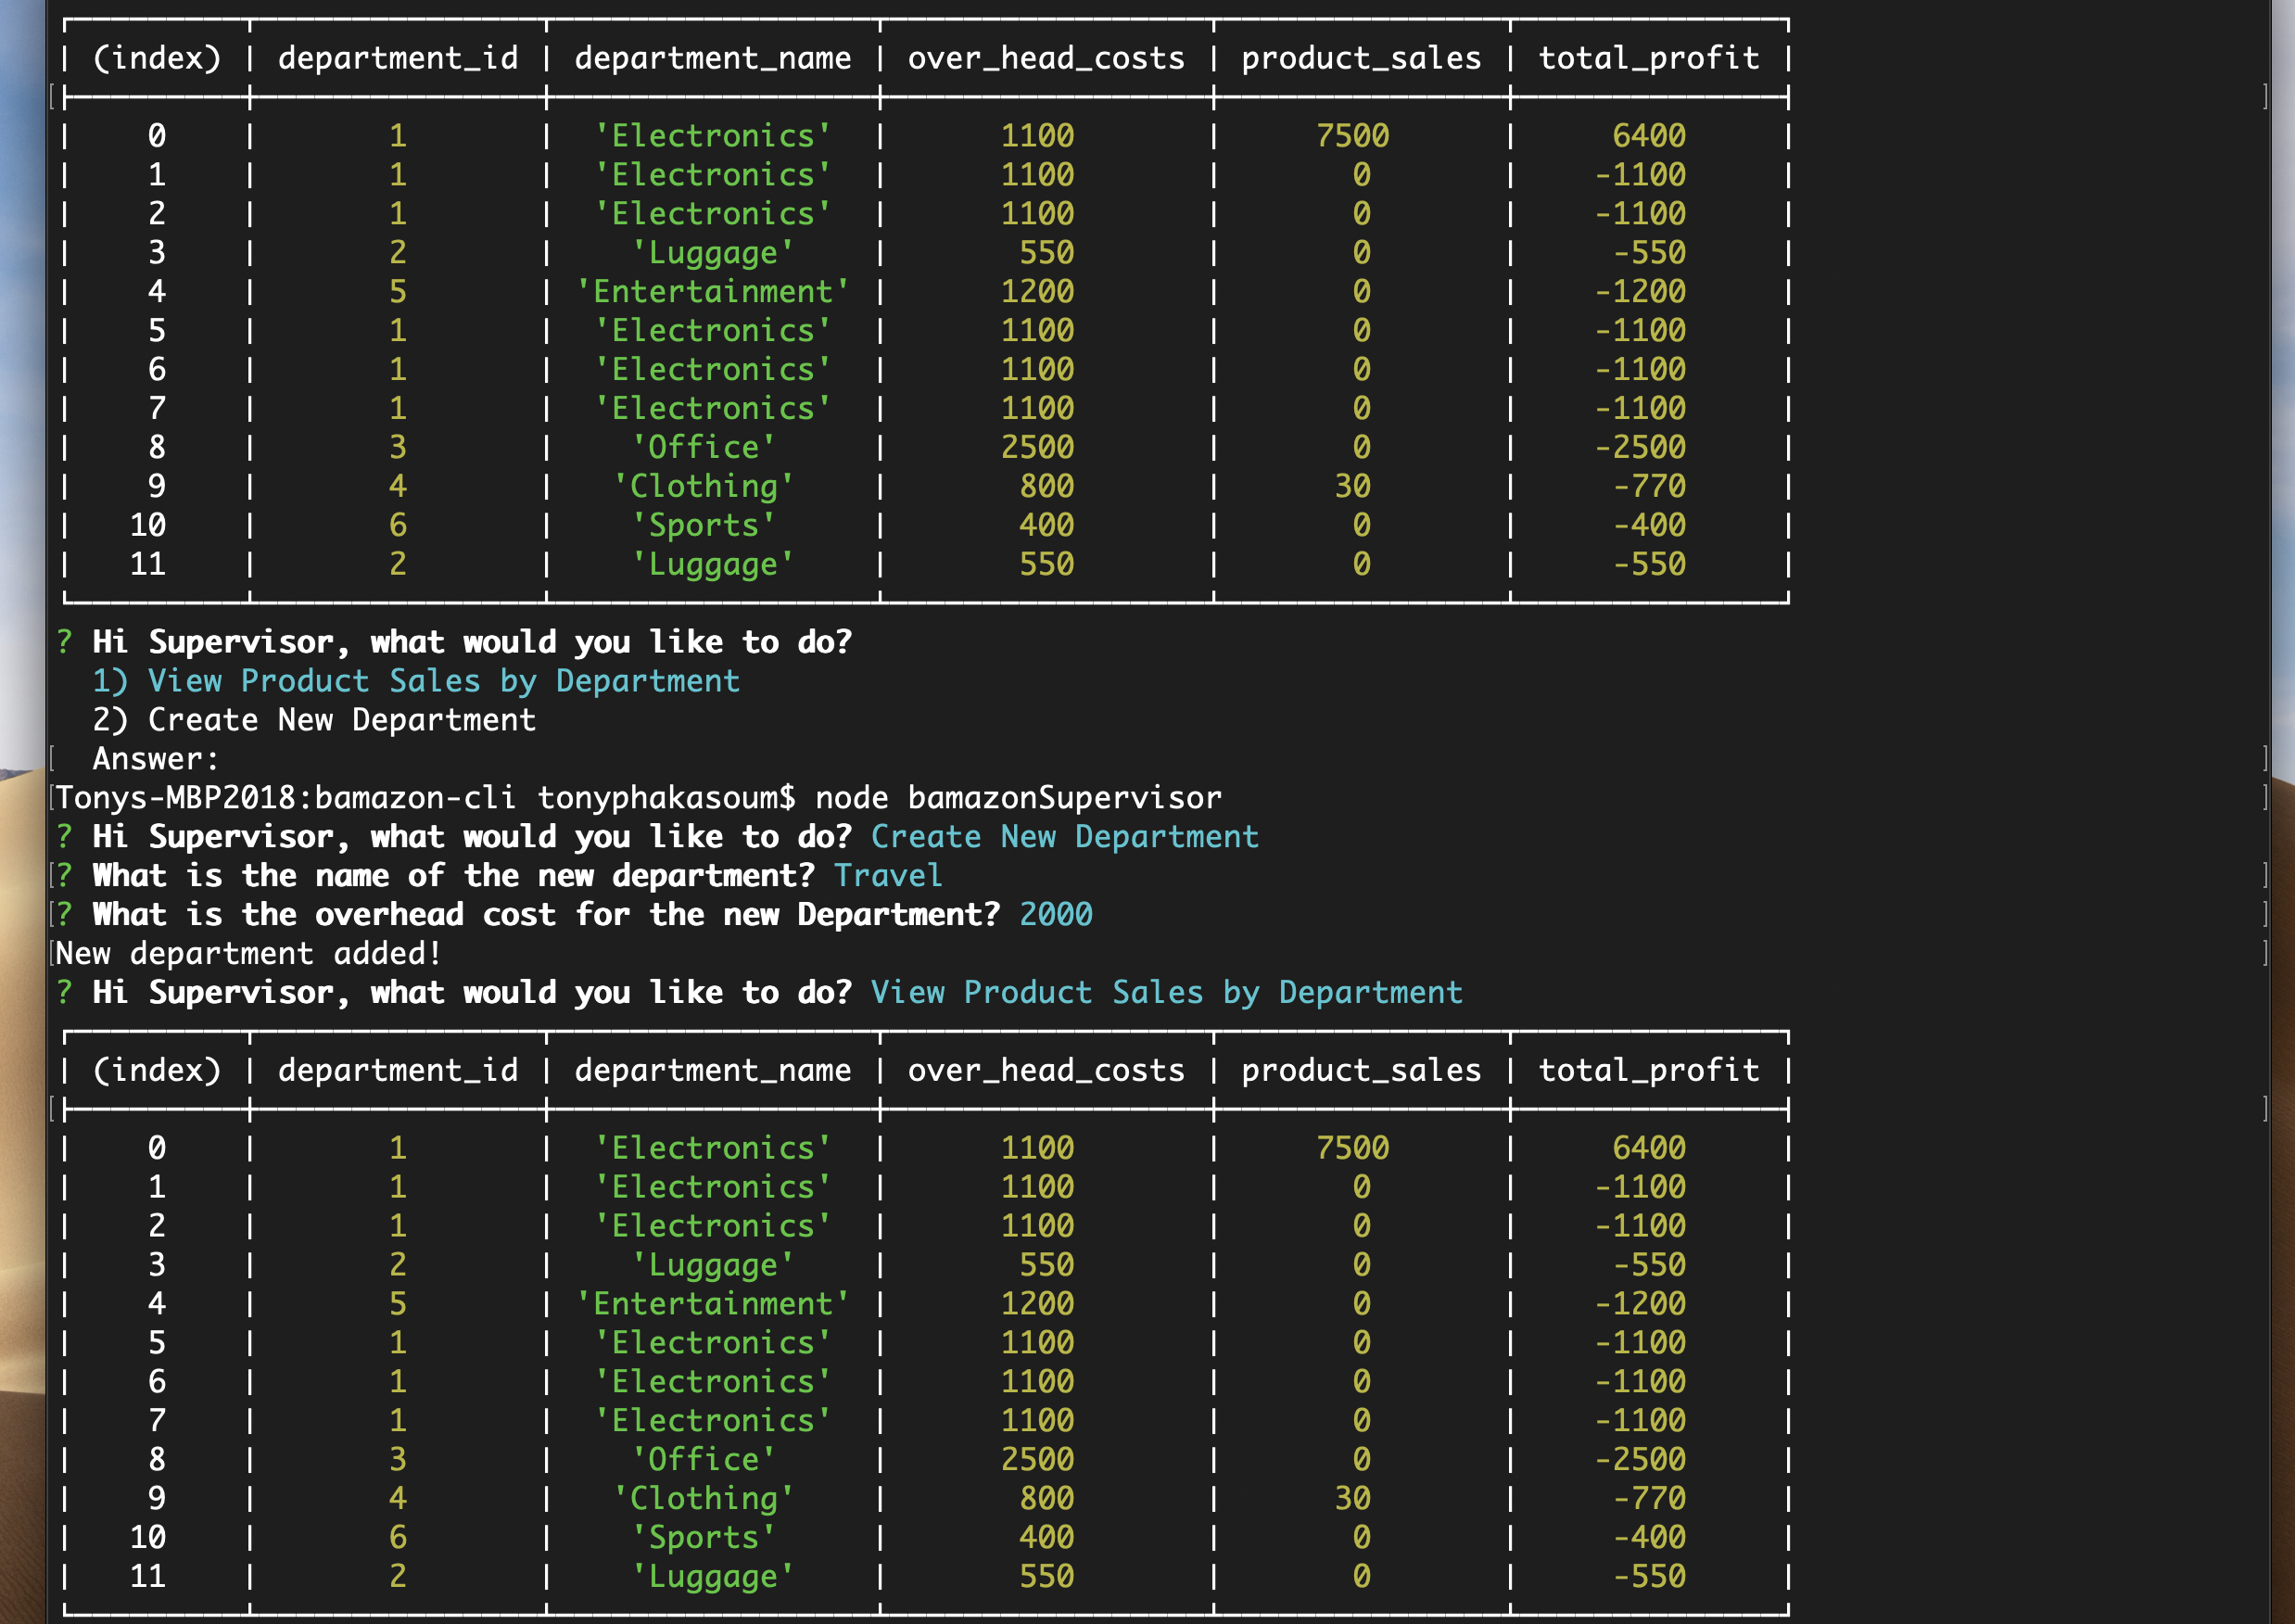 (index) | department_id | department_name | over_head_costs | product_sales | total_profit
0 | 1 | 'Electronics' | 1100 | 7500 | 6400
1 | 1 | 'Electronics' | 1100 | 0 | -1100
2 | 1 | 'Electronics' | 1100 | 0 | -1100
3 | 2 | 'Luggage' | 550 | 0 | -550
4 | 5 | 'Entertainment' | 1200 | 0 | -1200
5 | 1 | 'Electronics' | 1100 | 0 | -1100
6 | 1 | 'Electronics' | 1100 | 0 | -1100
7 | 1 | 'Electronics' | 1100 | 0 | -1100
8 | 3 | 'Office' | 2500 | 0 | -2500
9 | 4 | 'Clothing' | 800 | 30 | -770
10 | 6 | 'Sports' | 400 | 0 | -400
11 | 2 | 'Luggage' | 550 | 0 | -550
? Hi Supervisor, what would you like to do?
1) View Product Sales by Department
2) Create New Department
Answer:
Tonys-MBP2018:bamazon-cli tonyphakasoum$ node bamazonSupervisor
? Hi Supervisor, what would you like to do? Create New Department
? What is the name of the new department? Travel
? What is the overhead cost for the new Department? 2000
New department added!
? Hi Supervisor, what would you like to do? View Product Sales by Department
(index) | department_id | department_name | over_head_costs | product_sales | total_profit
0 | 1 | 'Electronics' | 1100 | 7500 | 6400
1 | 1 | 'Electronics' | 1100 | 0 | -1100
2 | 1 | 'Electronics' | 1100 | 0 | -1100
3 | 2 | 'Luggage' | 550 | 0 | -550
4 | 5 | 'Entertainment' | 1200 | 0 | -1200
5 | 1 | 'Electronics' | 1100 | 0 | -1100
6 | 1 | 'Electronics' | 1100 | 0 | -1100
7 | 1 | 'Electronics' | 1100 | 0 | -1100
8 | 3 | 'Office' | 2500 | 0 | -2500
9 | 4 | 'Clothing' | 800 | 30 | -770
10 | 6 | 'Sports' | 400 | 0 | -400
11 | 2 | 'Luggage' | 550 | 0 | -550